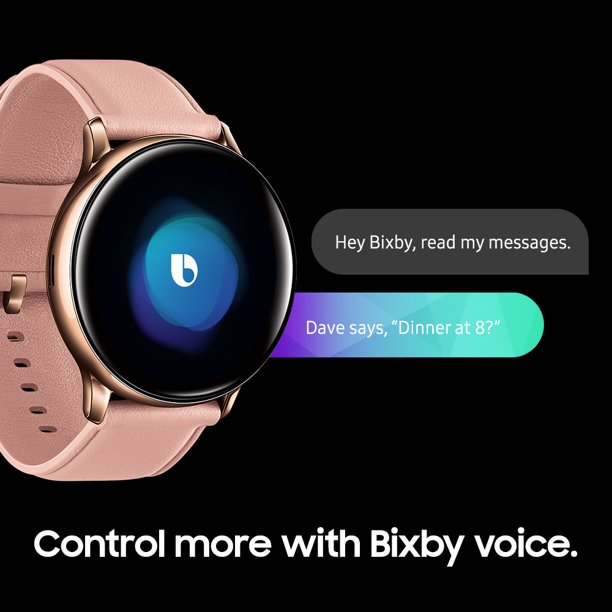 Hey Bixby, read my messages.
Dave says, “Dinner at 8?”
Control more with Bixby voice.